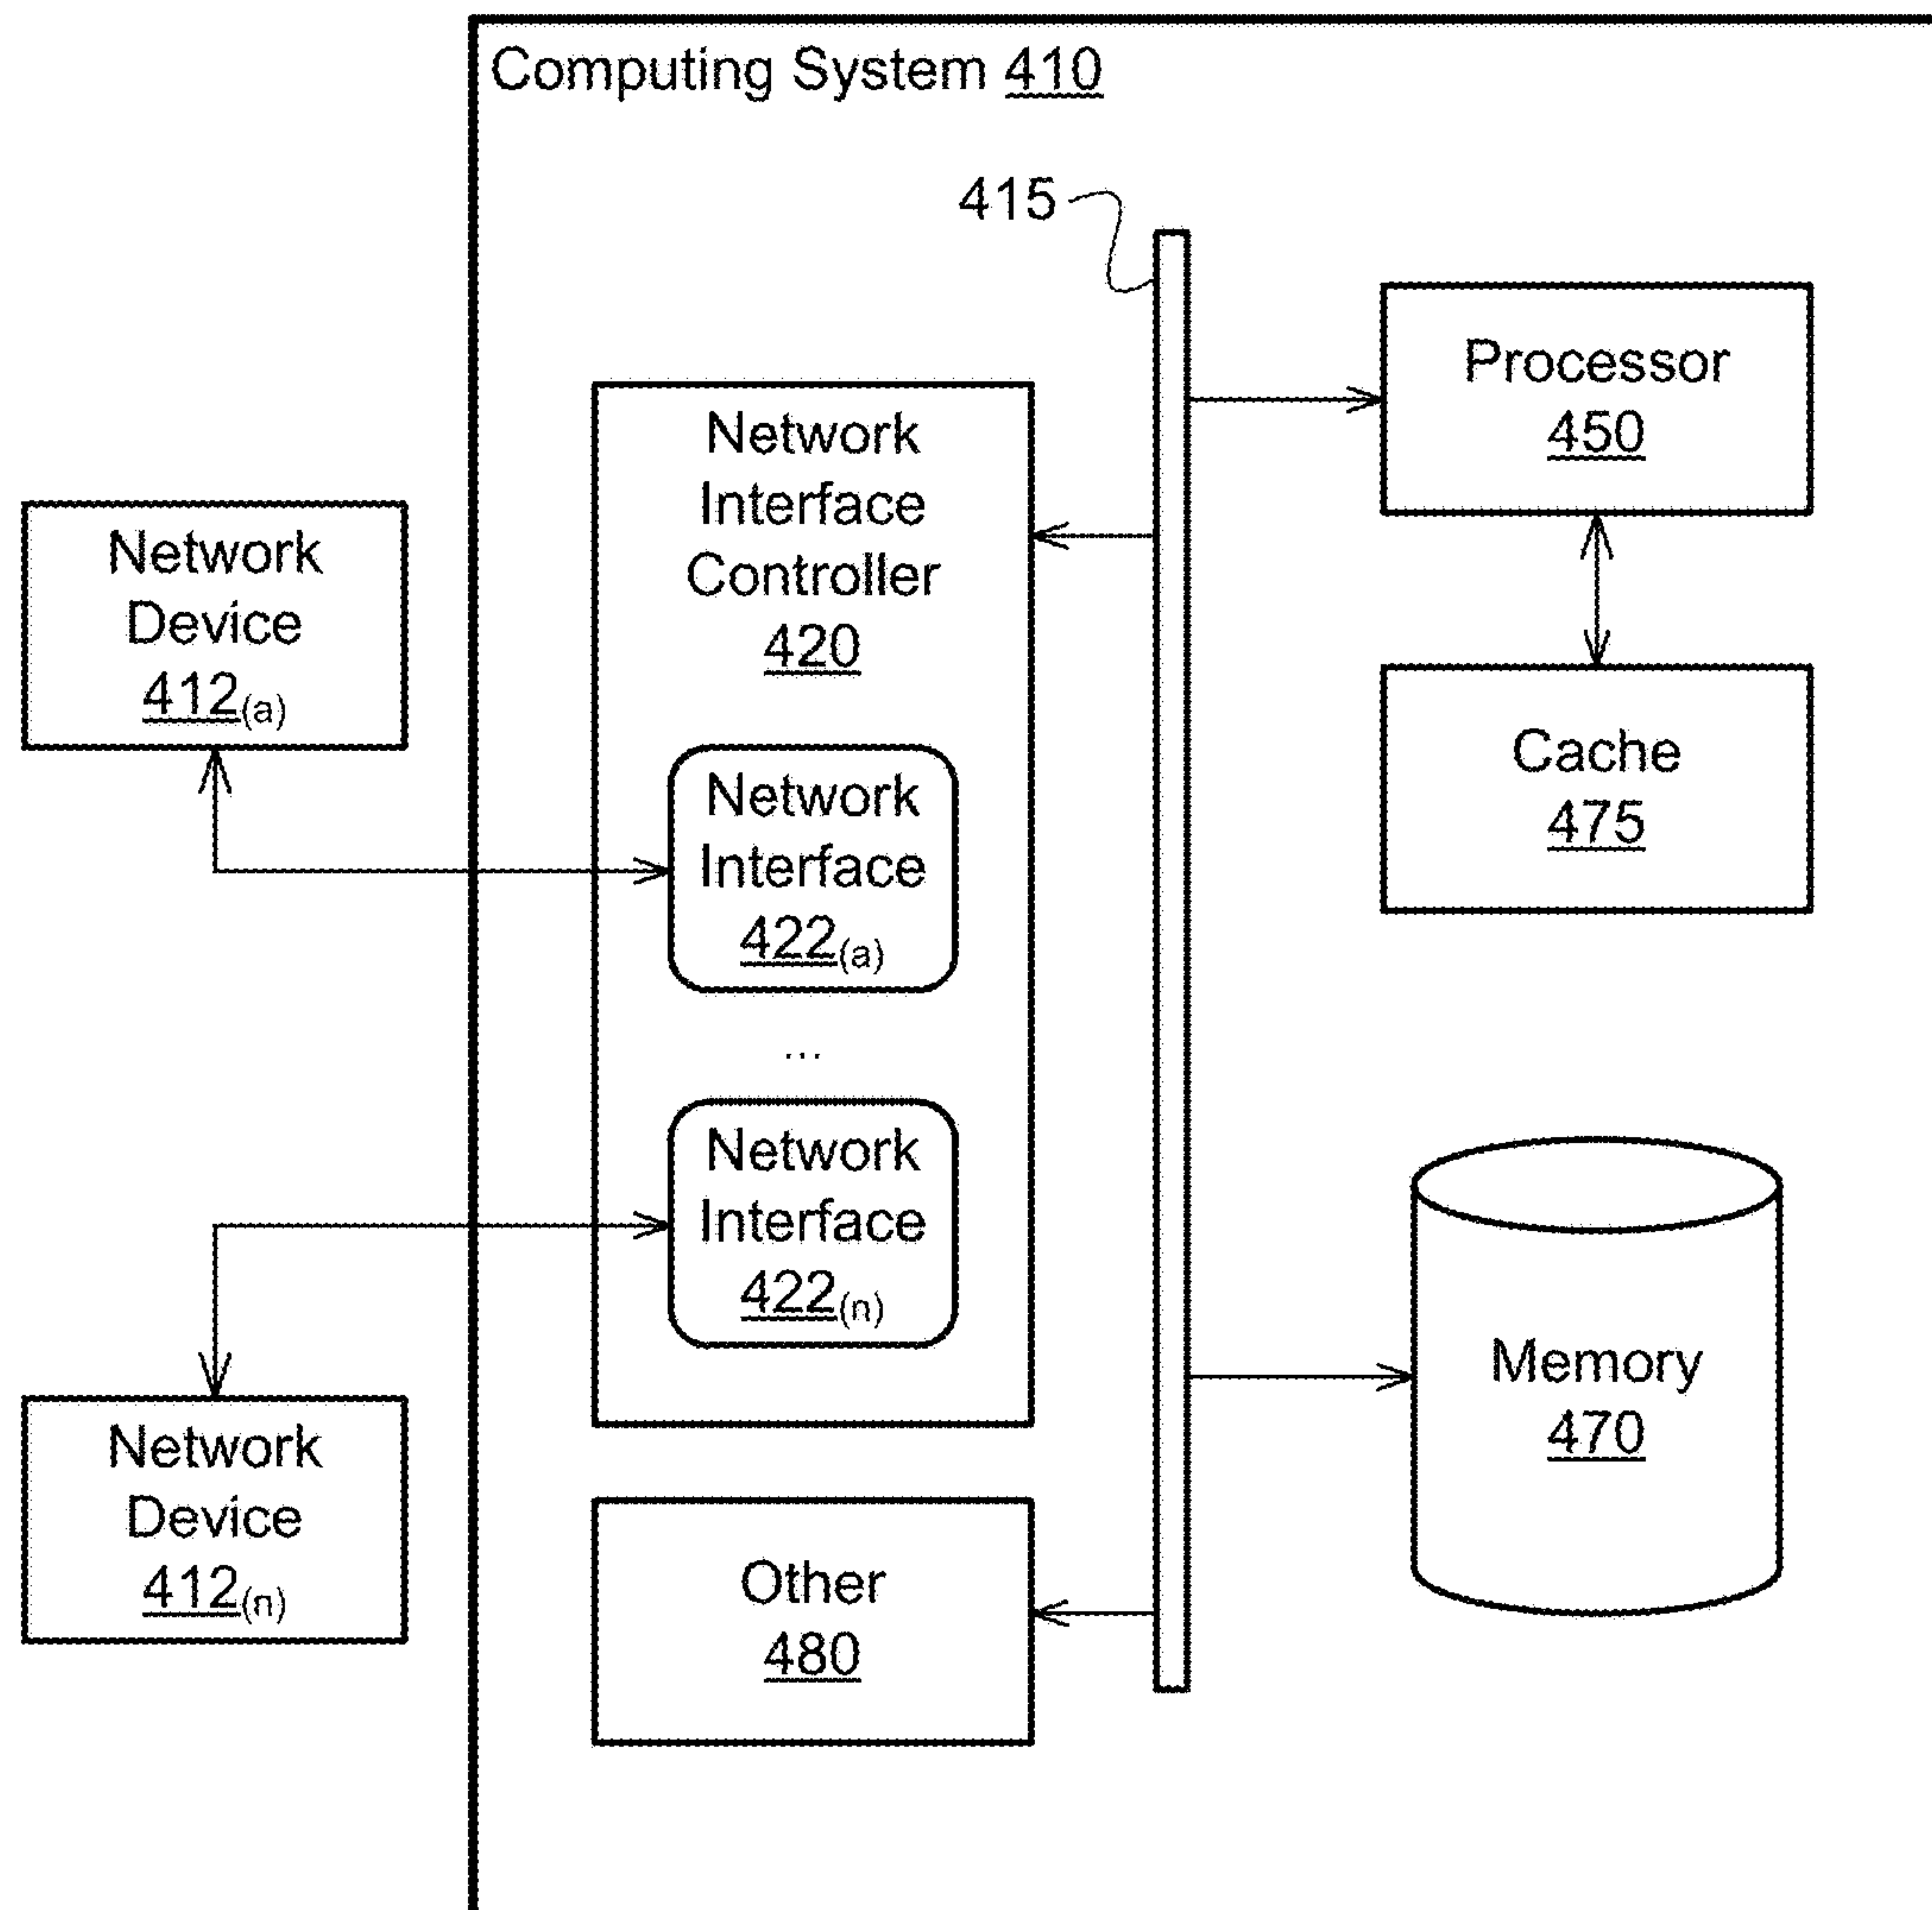 Computing System 410
415
Processor
450
Network
Interface
Controller
420
Network
Device
412(a)
Cache
475
Network
Interface
422(a)
...
Network
Interface
422(n)
Memory
470
Network
Device
412(n)
Other
480